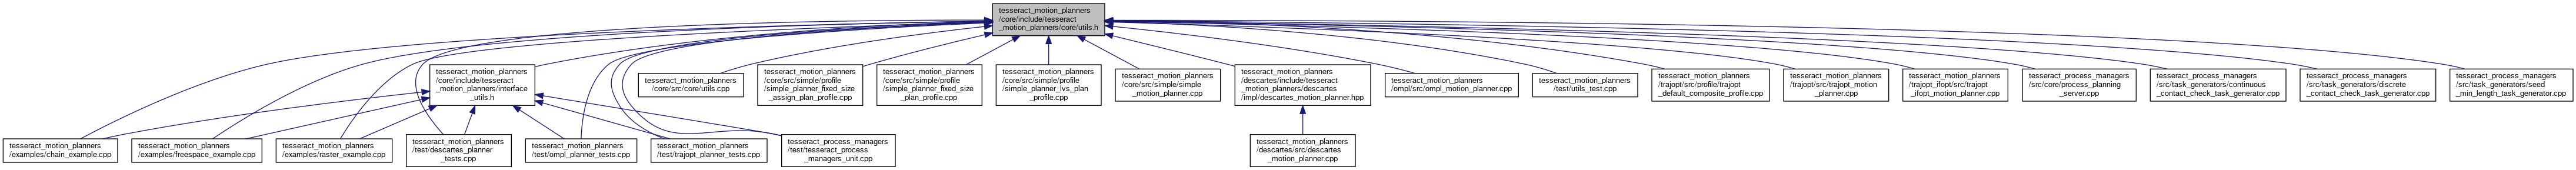 tesseract_motion_planners
/core/include/tesseract
_motion_planners/core/utils.h
tesseract_motion_planners
/core/include/tesseract
_motion_planners/interface
_utils.h
tesseract_motion_planners
/core/src/core/utils.cpp
tesseract_motion_planners
/core/src/simple/profile
/simple_planner_fixed_size
_assign_plan_profile.cpp
tesseract_motion_planners
/core/src/simple/profile
/simple_planner_fixed_size
_plan_profile.cpp
tesseract_motion_planners
/core/src/simple/profile
/simple_planner_lvs_plan
_profile.cpp
tesseract_motion_planners
/core/src/simple/simple
_motion_planner.cpp
tesseract_motion_planners
/descartes/include/tesseract
_motion_planners/descartes
/impl/descartes_motion_planner.hpp
tesseract_motion_planners
/ompl/src/ompl_motion_planner.cpp
tesseract_motion_planners
/test/utils_test.cpp
tesseract_motion_planners
/trajopt/src/profile/trajopt
_default_composite_profile.cpp
tesseract_motion_planners
/trajopt/src/trajopt_motion
_planner.cpp
tesseract_motion_planners
/trajopt_ifopt/src/trajopt
_ifopt_motion_planner.cpp
tesseract_process_managers
/src/core/process_planning
_server.cpp
tesseract_process_managers
/src/task_generators/continuous
_contact_check_task_generator.cpp
tesseract_process_managers
/src/task_generators/discrete
_contact_check_task_generator.cpp
tesseract_process_managers
/src/task_generators/seed
_min_length_task_generator.cpp
tesseract_motion_planners
/examples/chain_example.cpp
tesseract_motion_planners
/examples/freespace_example.cpp
tesseract_motion_planners
/examples/raster_example.cpp
tesseract_motion_planners
/test/descartes_planner
_tests.cpp
tesseract_motion_planners
/test/ompl_planner_tests.cpp
tesseract_motion_planners
/test/trajopt_planner_tests.cpp
tesseract_process_managers
/test/tesseract_process
_managers_unit.cpp
tesseract_motion_planners
/descartes/src/descartes
_motion_planner.cpp